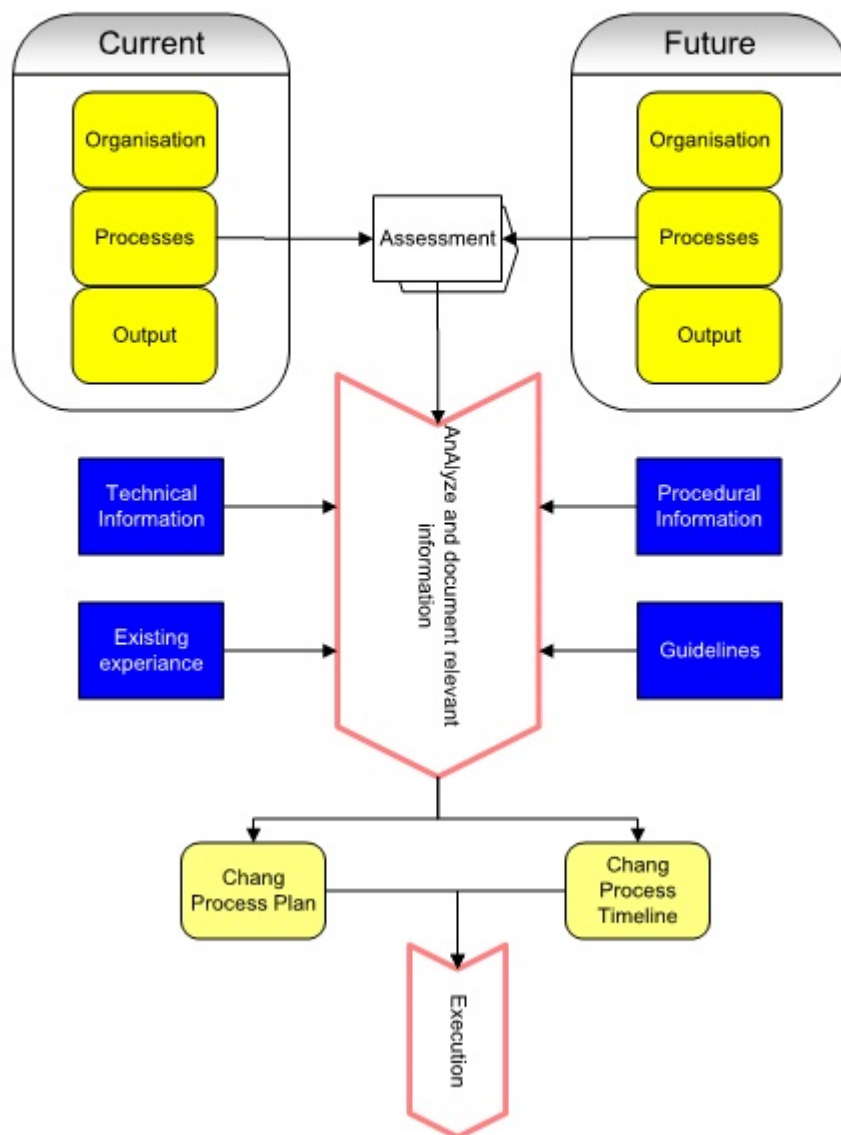 Current
Organisation
Processes
Output
Future
Organisation
Processes
Output
Assessment
AnAlyze and document relevant
information
Technical
Information
Existing
experiance
Procedural
Information
Guidelines
Chang
Process Plan
Chang
Process
Timeline
Execution